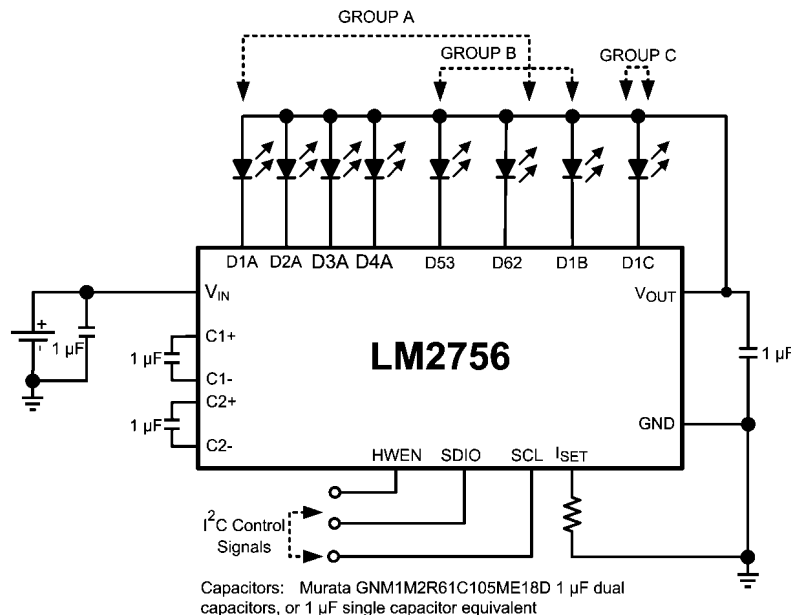 GROUP A
GROUP B
GROUP C
D1A D2A D3A D4A D53 D62 D1B D1C
VIN
VOUT
+
-
1 µF
C1+
1 µF
C1-
C2+
1 µF
C2-
LM2756
1 µF
GND
HWEN SDIO SCL ISET
I²C Control
Signals
Capacitors: Murata GNM1M2R61C105ME18D 1 µF dual
capacitors, or 1 µF single capacitor equivalent